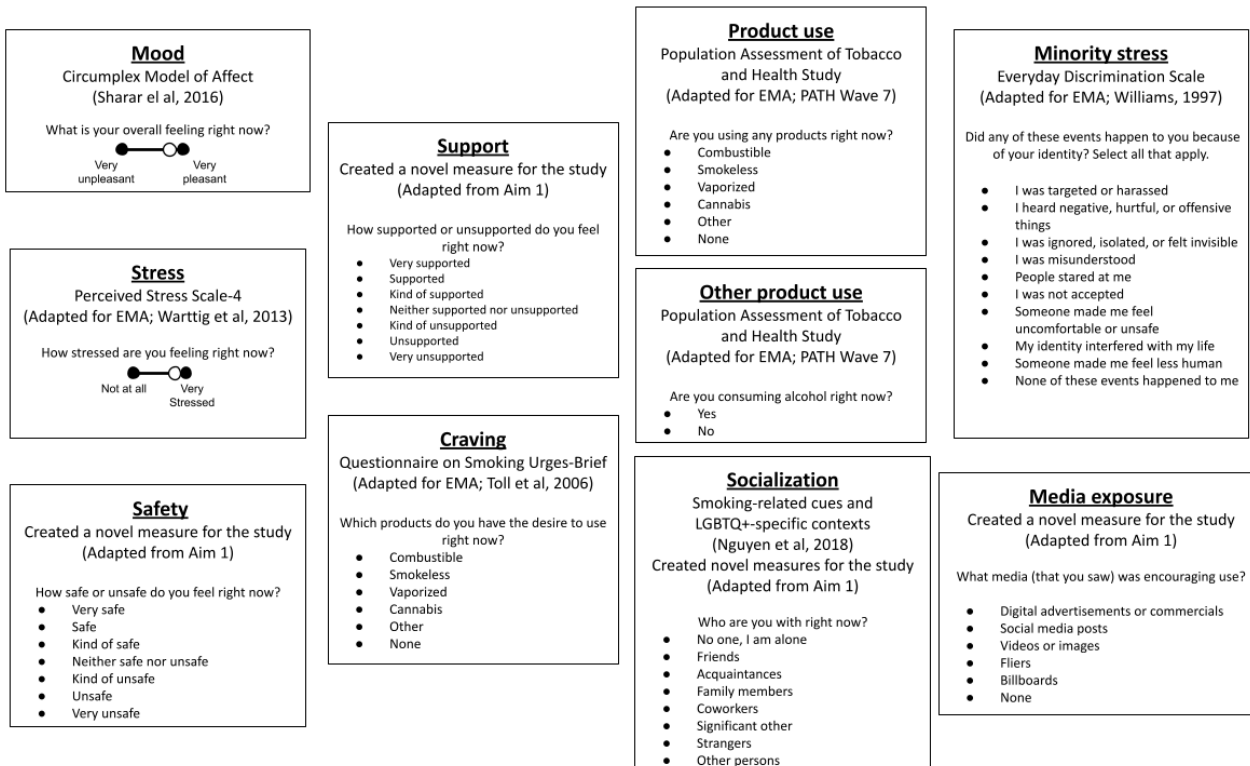 Mood
Circumplex Model of Affect
(Sharar el al, 2016)
What is your overall feeling right now?
Very
unpleasant
Very
pleasant
Stress
Perceived Stress Scale-4
(Adapted for EMA; Warttig et al, 2013)
How stressed are you feeling right now?
Not at all
Very
Stressed
Safety
Created a novel measure for the study
(Adapted from Aim 1)
How safe or unsafe do you feel right now?
● Very safe
● Safe
● Kind of safe
● Neither safe nor unsafe
● Kind of unsafe
● Unsafe
● Very unsafe
Support
Created a novel measure for the study
(Adapted from Aim 1)
How supported or unsupported do you feel
right now?
● Very supported
● Supported
● Kind of supported
● Neither supported nor unsupported
● Kind of unsupported
● Unsupported
● Very unsupported
Craving
Questionnaire on Smoking Urges-Brief
(Adapted for EMA; Toll et al, 2006)
Which products do you have the desire to use
right now?
● Combustible
● Smokeless
● Vaporized
● Cannabis
● Other
● None
Product use
Population Assessment of Tobacco
and Health Study
(Adapted for EMA; PATH Wave 7)
Are you using any products right now?
● Combustible
● Smokeless
● Vaporized
● Cannabis
● Other
● None
Other product use
Population Assessment of Tobacco
and Health Study
(Adapted for EMA; PATH Wave 7)
Are you consuming alcohol right now?
● Yes
● No
Socialization
Smoking-related cues and
LGBTQ+-specific contexts
(Nguyen et al, 2018)
Created novel measures for the study
(Adapted from Aim 1)
Who are you with right now?
● No one, I am alone
● Friends
● Acquaintances
● Family members
● Coworkers
● Significant other
● Strangers
● Other persons
Minority stress
Everyday Discrimination Scale
(Adapted for EMA; Williams, 1997)
Did any of these events happen to you because
of your identity? Select all that apply.
● I was targeted or harassed
● I heard negative, hurtful, or offensive
things
● I was ignored, isolated, or felt invisible
● I was misunderstood
● People stared at me
● I was not accepted
● Someone made me feel
uncomfortable or unsafe
● My identity interfered with my life
● Someone made me feel less human
● None of these events happened to me
Media exposure
Created a novel measure for the study
(Adapted from Aim 1)
What media (that you saw) was encouraging use?
● Digital advertisements or commercials
● Social media posts
● Videos or images
● Fliers
● Billboards
● None